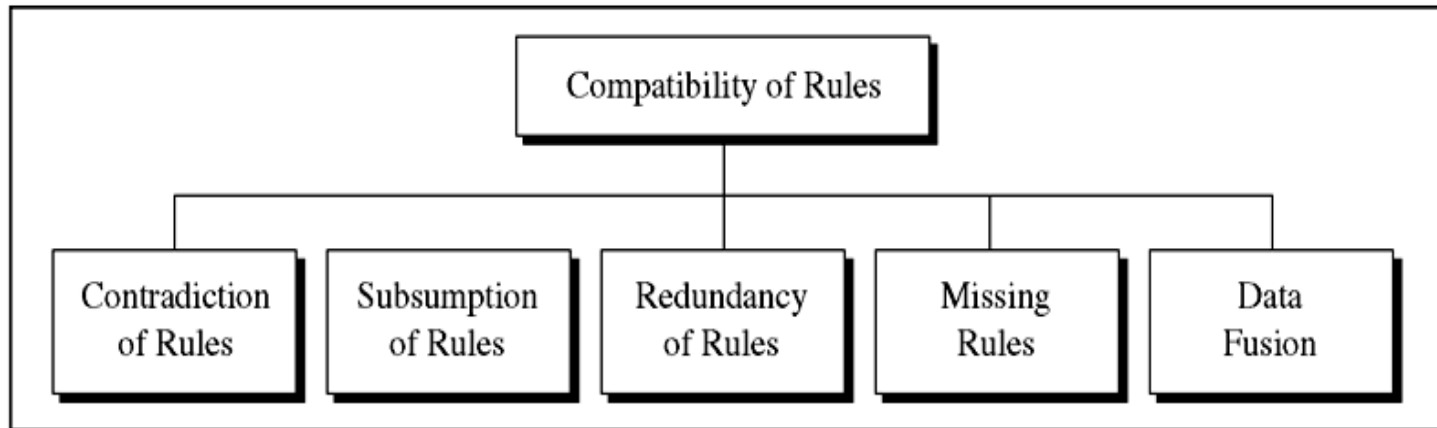 Compatibility of Rules
Contradiction
of Rules
Subsumption
of Rules
Redundancy
of Rules
Missing
Rules
Data
Fusion